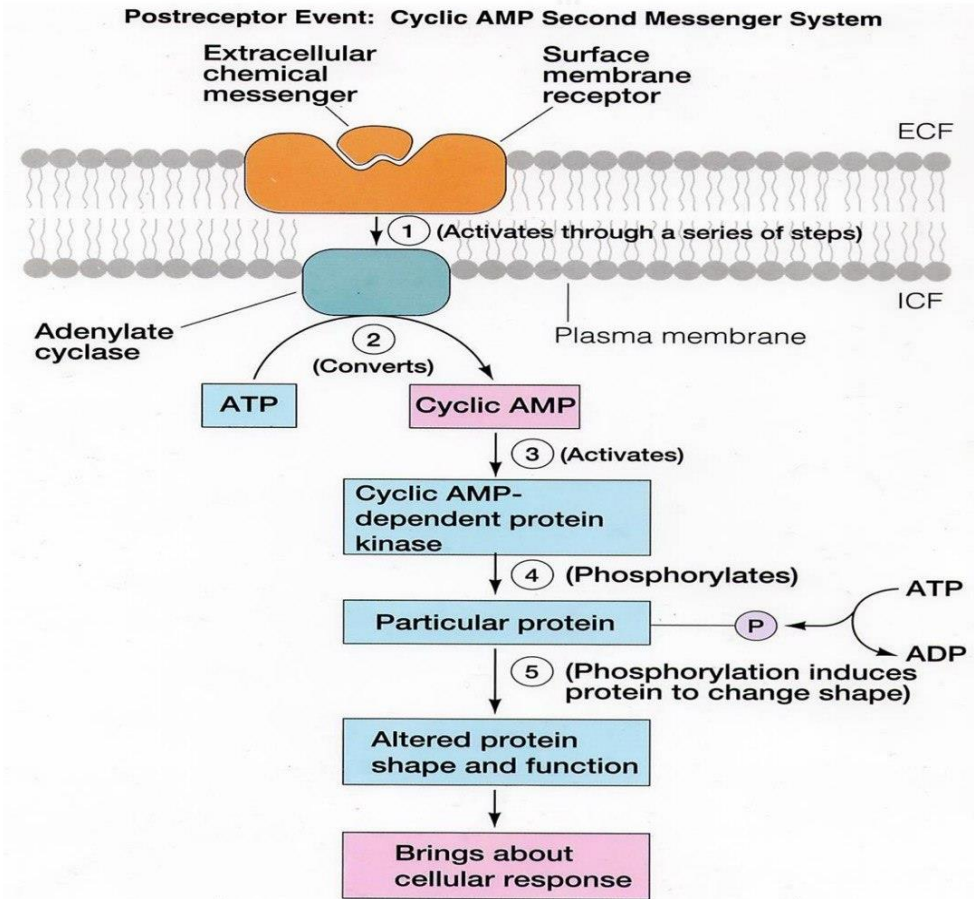 Postreceptor Event: Cyclic AMP Second Messenger System
Extracellular
chemical
messenger
Surface
membrane
receptor
ECF
1 (Activates through a series of steps)
ICF
Adenylate
cyclase
Plasma membrane
2
(Converts)
ATP
Cyclic AMP
3 (Activates)
Cyclic AMP-
dependent protein
kinase
4 (Phosphorylates)
ATP
Particular protein
P
ADP
5 (Phosphorylation induces
protein to change shape)
Altered protein
shape and function
Brings about
cellular response